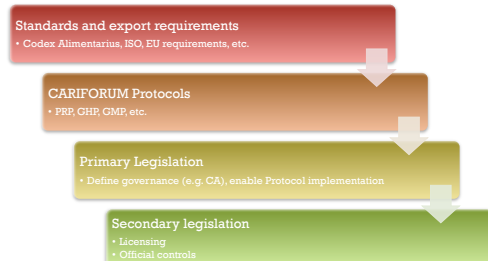 Standards and export requirements
• Codex Alimentarius, ISO, EU requirements, etc.
CARIFORUM Protocols
• PRP, GHP, GMP, etc.
Primary Legislation
• Define governance (e.g. CA), enable Protocol implementation
Secondary legislation
• Licensing
• Official controls